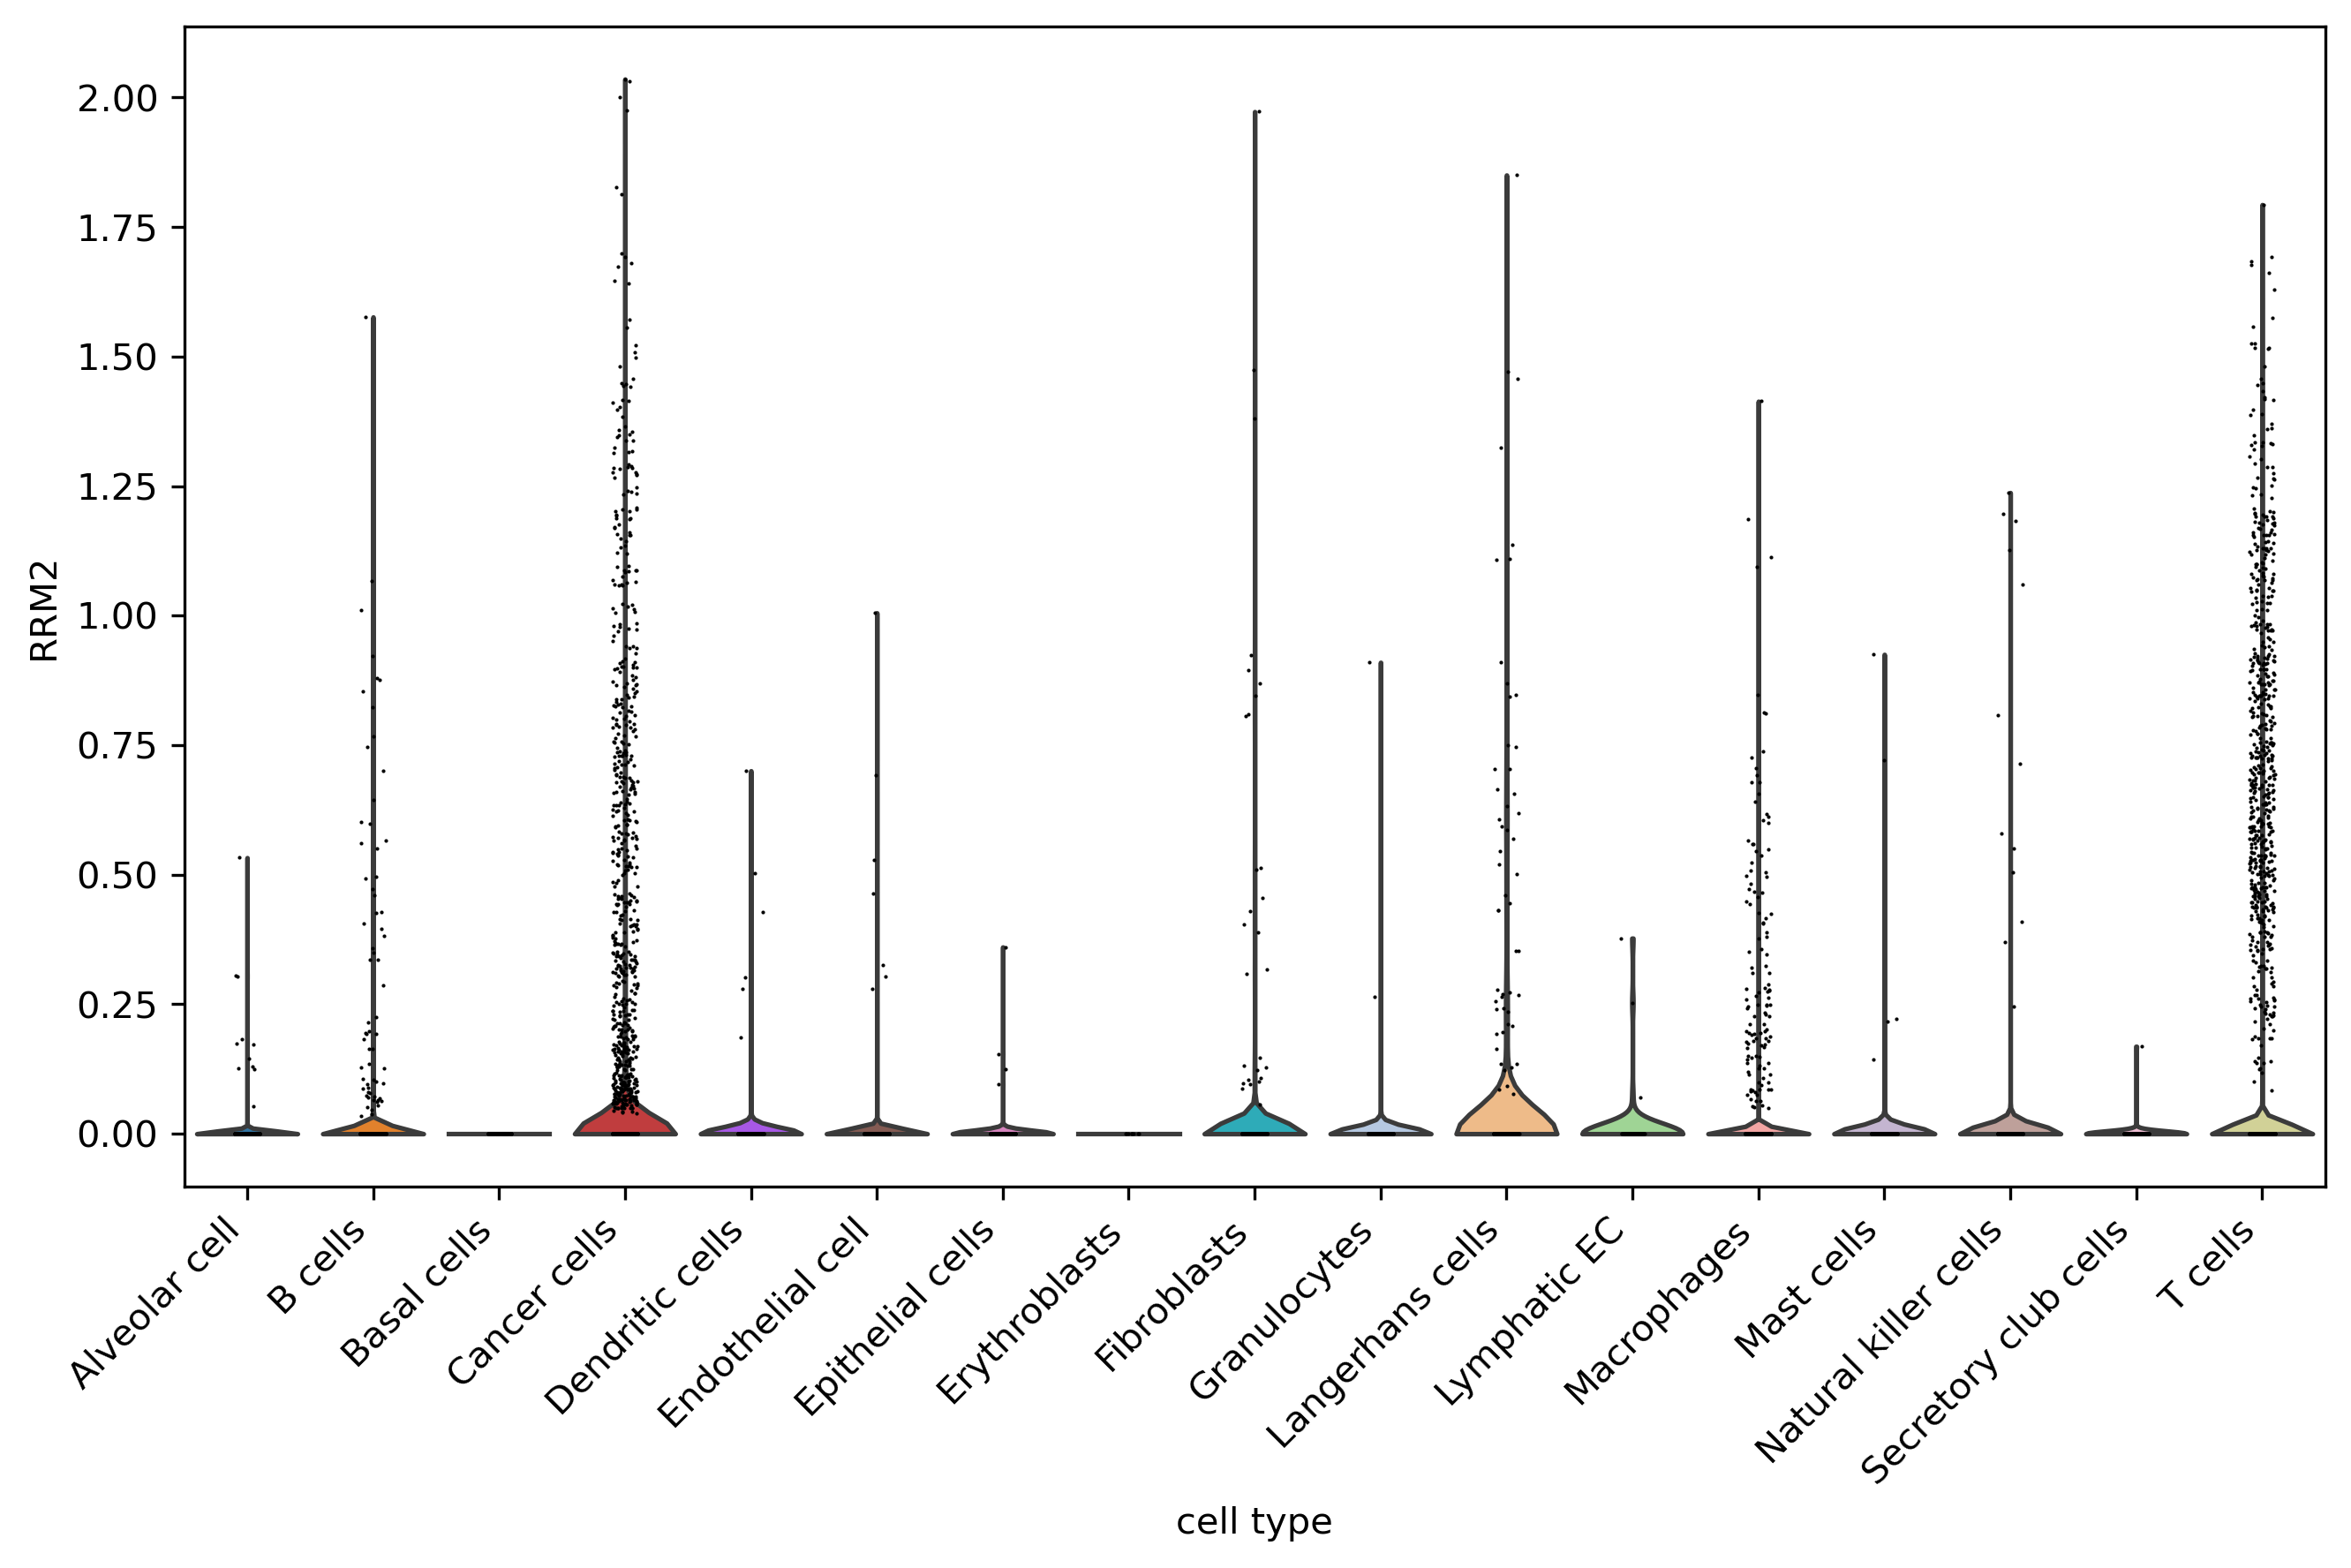 RRM2
2.00
1.75
1.50
1.25
1.00
0.75
0.50
0.25
0.00
Alveolar cell
B cells
Basal cells
Cancer cells
Dendritic cells
Endothelial cell
Epithelial cells
Erythroblasts
Fibroblasts
Granulocytes
Langerhans cells
Lymphatic EC
Macrophages
Mast cells
Natural killer cells
Secretory club cells
T cells
cell type